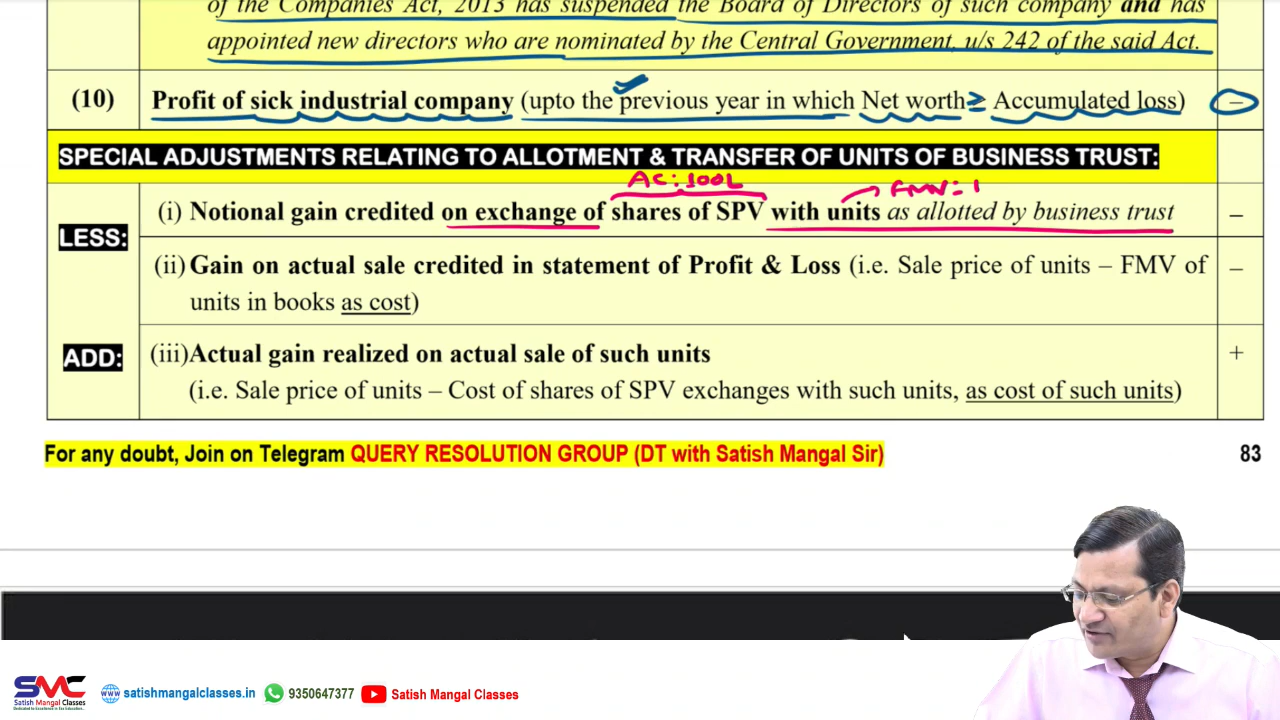 of the Companies Act, 2013 has suspended the Board of Directors of such company and has
appointed new directors who are nominated by the Central Government, u/s 242 of the said Act.
(10) Profit of sick industrial company (upto the previous year in which Net worth ≥ Accumulated loss) –
SPECIAL ADJUSTMENTS RELATING TO ALLOTMENT & TRANSFER OF UNITS OF BUSINESS TRUST:
AC: 100L
FMV = 1
(i) Notional gain credited on exchange of shares of SPV with units as allotted by business trust –
LESS:
(ii) Gain on actual sale credited in statement of Profit & Loss (i.e. Sale price of units – FMV of –
units in books as cost)
ADD: (iii) Actual gain realized on actual sale of such units +
(i.e. Sale price of units – Cost of shares of SPV exchanges with such units, as cost of such units)
For any doubt, Join on Telegram QUERY RESOLUTION GROUP (DT with Satish Mangal Sir) 83
SMC
Satish Mangal Classes
satishmangalclasses.in 9350647377 Satish Mangal Classes